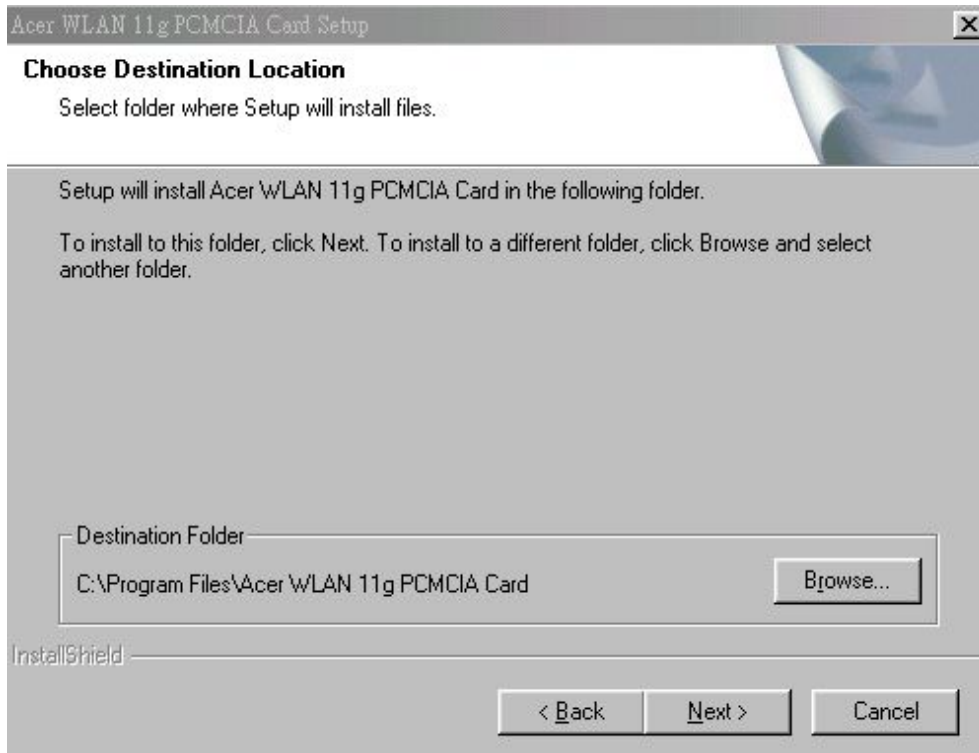 Acer WLAN 11g PCMCIA Card Setup
Choose Destination Location
Select folder where Setup will install files.
Setup will install Acer WLAN 11g PCMCIA Card in the following folder.
To install to this folder, click Next. To install to a different folder, click Browse and select
another folder.
Destination Folder
C:\Program Files\Acer WLAN 11g PCMCIA Card
Browse...
InstallShield
< Back
Next >
Cancel